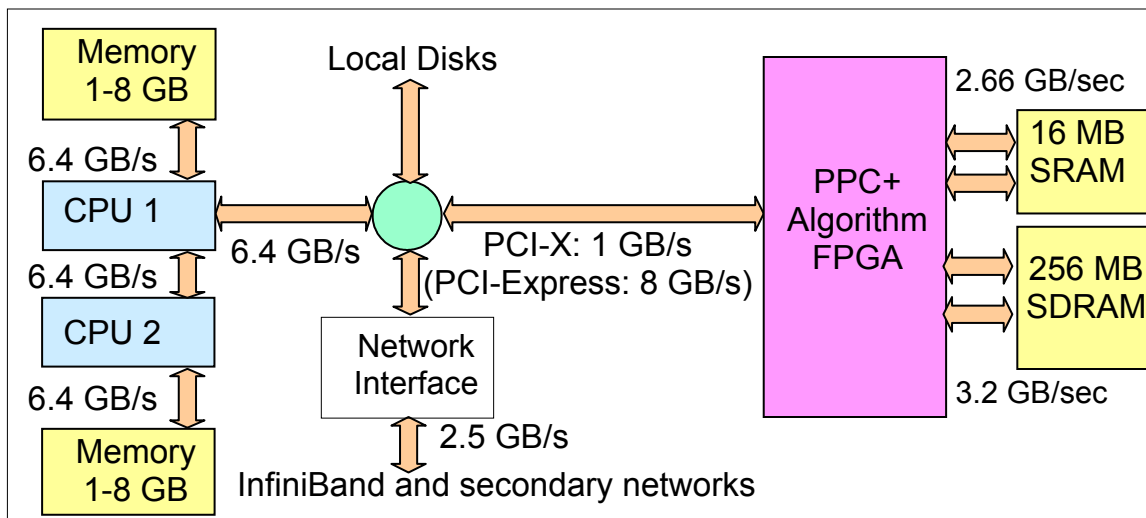 Memory
1-8 GB
6.4 GB/s
CPU 1
6.4 GB/s
CPU 2
6.4 GB/s
Memory
1-8 GB
Local Disks
6.4 GB/s
PCI-X: 1 GB/s
(PCI-Express: 8 GB/s)
Network
Interface
2.5 GB/s
InfiniBand and secondary networks
PPC+
Algorithm
FPGA
2.66 GB/sec
16 MB
SRAM
256 MB
SDRAM
3.2 GB/sec